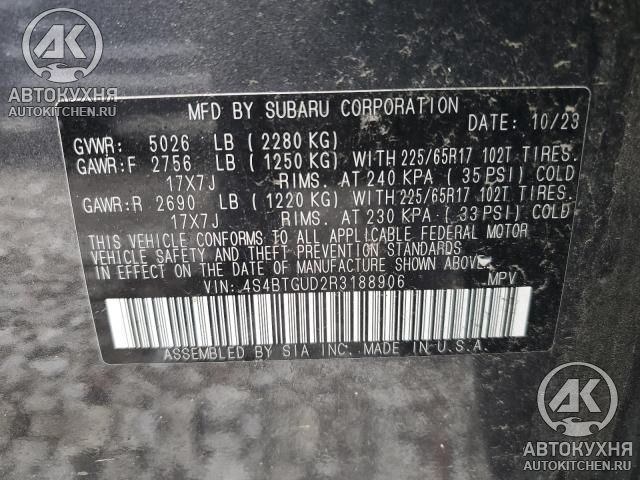 АК
АВТОКУХНЯ
AUTOKITCHEN.RU
MFD BY SUBARU CORPORATION
DATE: 10/23
GVWR: 5026 LB (2280 KG)
GAWR:F 2756 LB (1250 KG) WITH 225/65R17 102T TIRES.
17X7J RIMS. AT 240 KPA ( 35 PSI) COLD
GAWR:R 2690 LB (1220 KG) WITH 225/65R17 102T TIRES.
17X7J RIMS. AT 230 KPA ( 33 PSI) COLD
THIS VEHICLE CONFORMS TO ALL APPLICABLE FEDERAL MOTOR
VEHICLE SAFETY AND THEFT PREVENTION STANDARDS
IN EFFECT ON THE DATE OF MANUFACTURE SHOWN ABOVE.
VIN: 4S4BTGUD2R3188906 MPV
ASSEMBLED BY SIA INC. MADE IN U.S.A.
АК
АВТОКУХНЯ
AUTOKITCHEN.RU